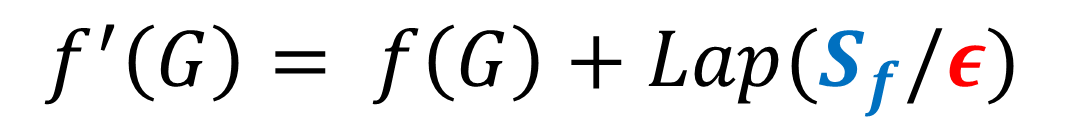 f′(G) = f(G) + Lap(S_f/ϵ)